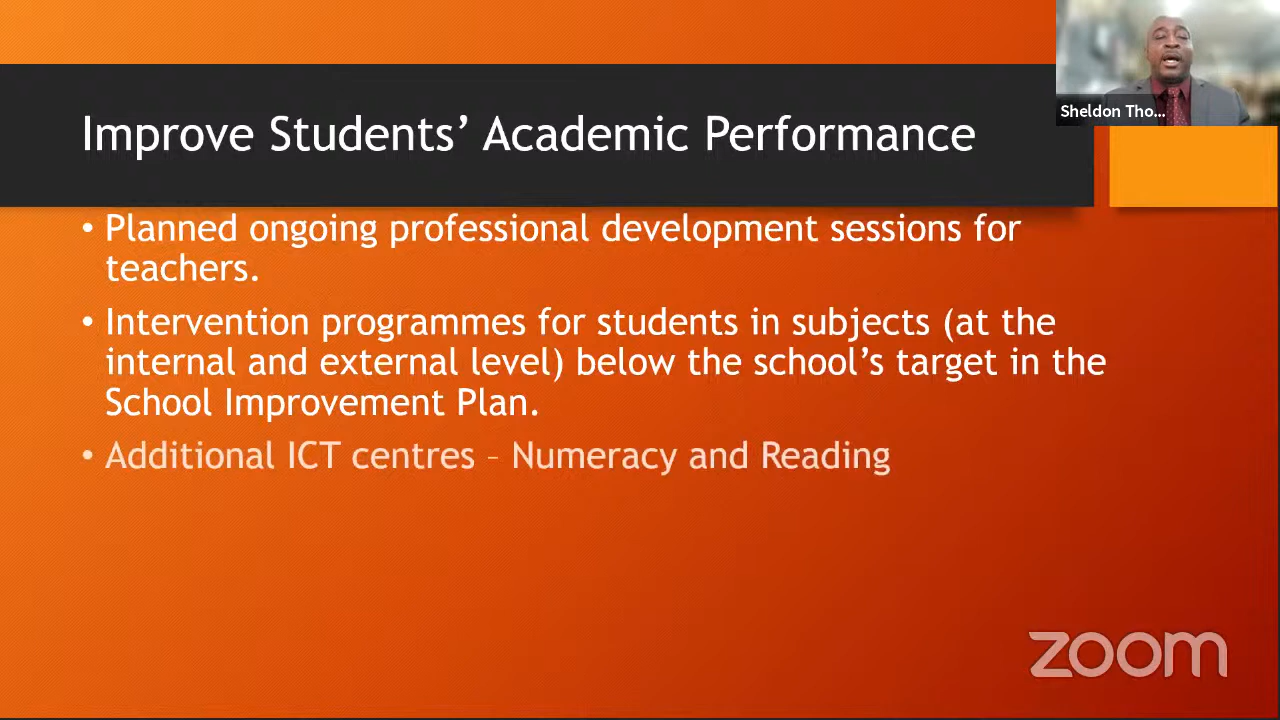 Sheldon Tho...
Improve Students’ Academic Performance
• Planned ongoing professional development sessions for
teachers.
• Intervention programmes for students in subjects (at the
internal and external level) below the school’s target in the
School Improvement Plan.
• Additional ICT centres – Numeracy and Reading
zoom